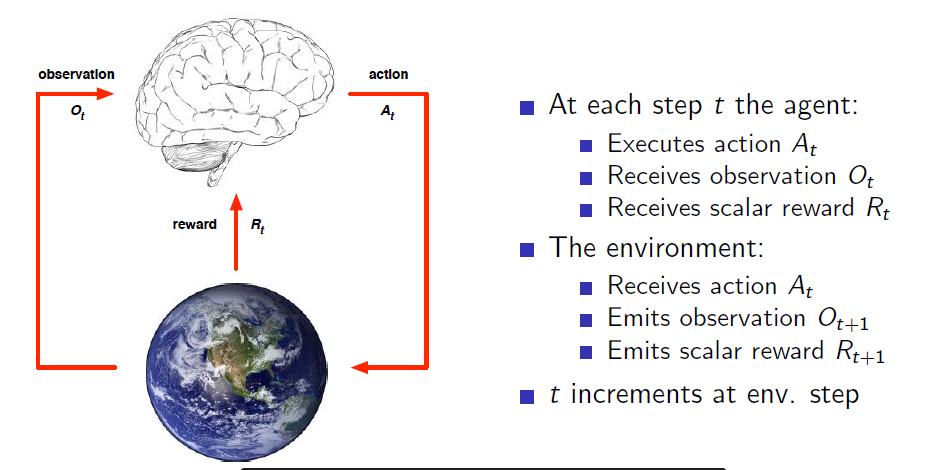 observation
O_t
action
A_t
reward
R_t
At each step t the agent:
Executes action A_t
Receives observation O_t
Receives scalar reward R_t
The environment:
Receives action A_t
Emits observation O_{t+1}
Emits scalar reward R_{t+1}
t increments at env. step